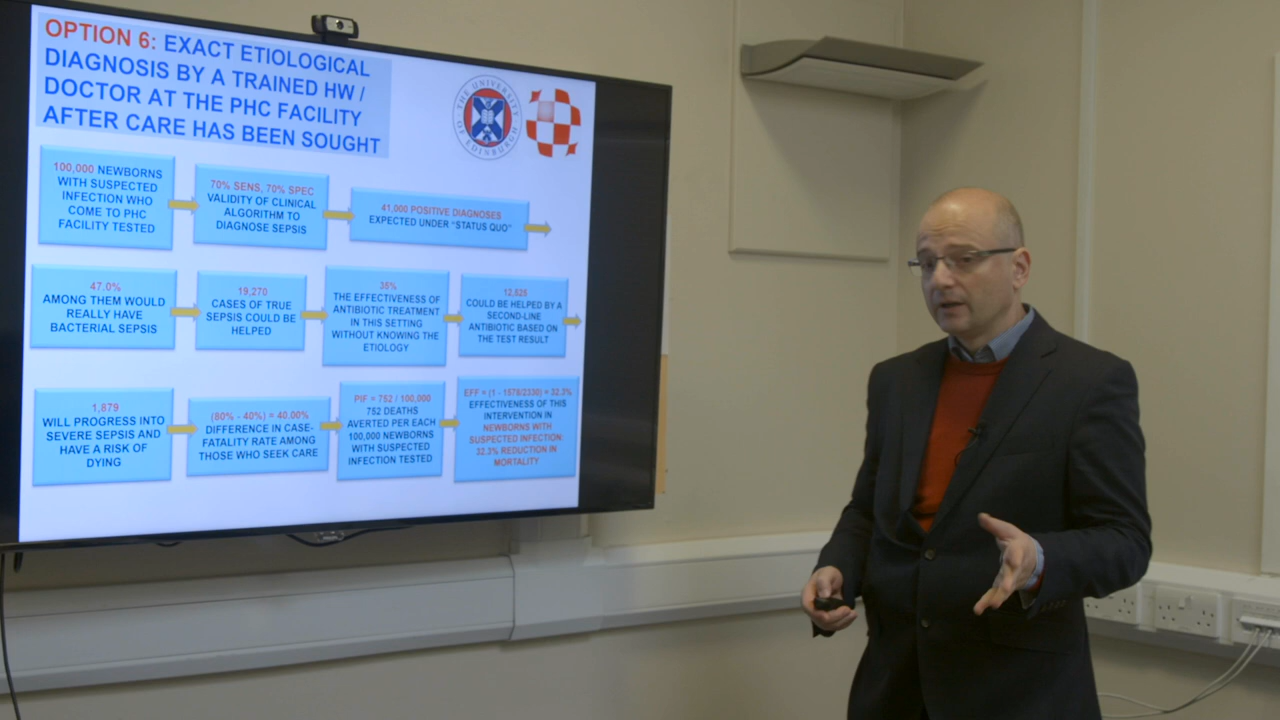 OPTION 6: EXACT ETIOLOGICAL
DIAGNOSIS BY A TRAINED HW /
DOCTOR AT THE PHC FACILITY
AFTER CARE HAS BEEN SOUGHT
THE UNIVERSITY
OF EDINBURGH
100,000 NEWBORNS
WITH SUSPECTED
INFECTION WHO
COME TO PHC
FACILITY TESTED
70% SENS, 70% SPEC
VALIDITY OF CLINICAL
ALGORITHM TO
DIAGNOSE SEPSIS
41,000 POSITIVE DIAGNOSES
EXPECTED UNDER "STATUS QUO"
47.0%
AMONG THEM WOULD
REALLY HAVE
BACTERIAL SEPSIS
19,270
CASES OF TRUE
SEPSIS COULD BE
HELPED
35%
THE EFFECTIVENESS OF
ANTIBIOTIC TREATMENT
IN THIS SETTING
WITHOUT KNOWING THE
ETIOLOGY
12,525
COULD BE HELPED BY A
SECOND-LINE
ANTIBIOTIC BASED ON
THE TEST RESULT
1,879
WILL PROGRESS INTO
SEVERE SEPSIS AND
HAVE A RISK OF
DYING
(80% - 40%) = 40.00%
DIFFERENCE IN CASE-
FATALITY RATE AMONG
THOSE WHO SEEK CARE
PIF = 752 / 100,000
752 DEATHS
AVERTED PER EACH
100,000 NEWBORNS
WITH SUSPECTED
INFECTION TESTED
EFF = (1 - 1578/2330) = 32.3%
EFFECTIVENESS OF THIS
INTERVENTION IN
NEWBORNS WITH
SUSPECTED INFECTION:
32.3% REDUCTION IN
MORTALITY